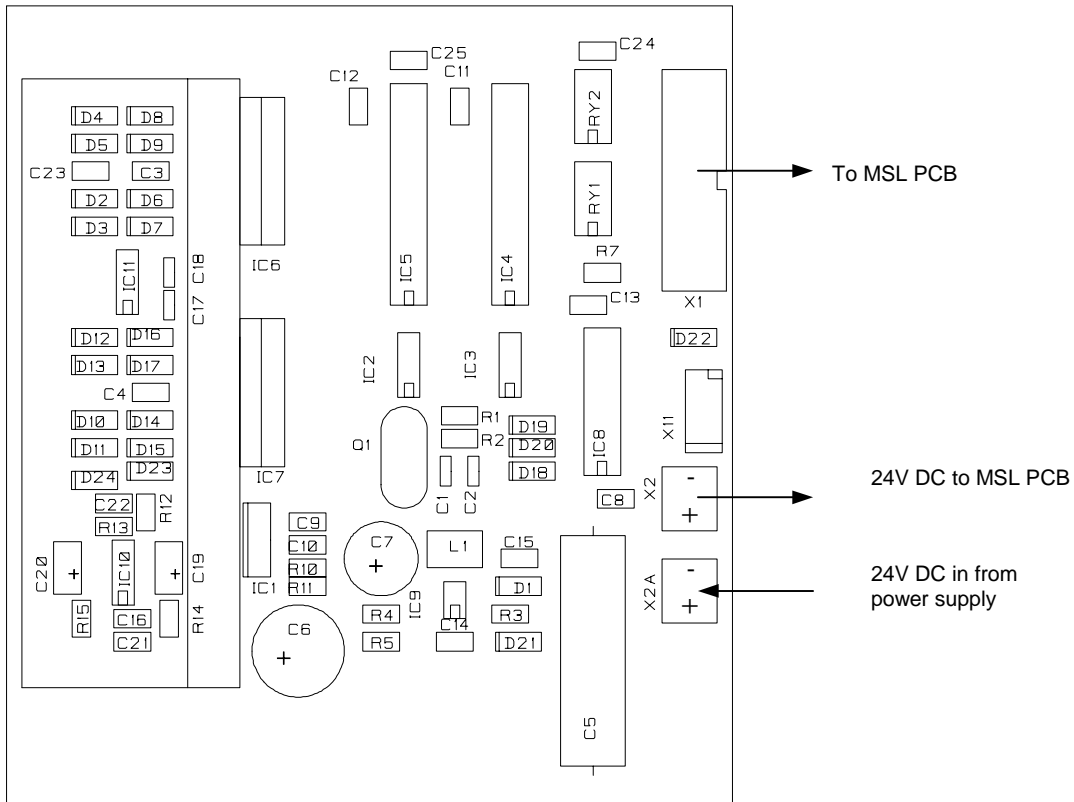 C24
C25
C12
C11
RY2
D4 D8
D5 D9
C23 C3
To MSL PCB
D2 D6
RY1
D3 D7
R7
IC11
C18
IC6
IC5
IC4
C17
C13
X1
D12 D16
D22
D13 D17
IC2
IC3
C4
X11
D10 D14
R1
D19
Q1
R2
D20
IC8
D11 D15
D23
D18
IC7
24V DC to MSL PCB
D24
X2
-
+
C1
C2
C8
C22
R12
R13
C9
C7
C10
L1
C15
C20
+
IC10
+
C19
IC1
R10
+
R11
IC9
D1
X2A
-
+
24V DC in from
power supply
R15
C16
R14
R4
R3
C6
+
C14
C21
R5
D21
C5